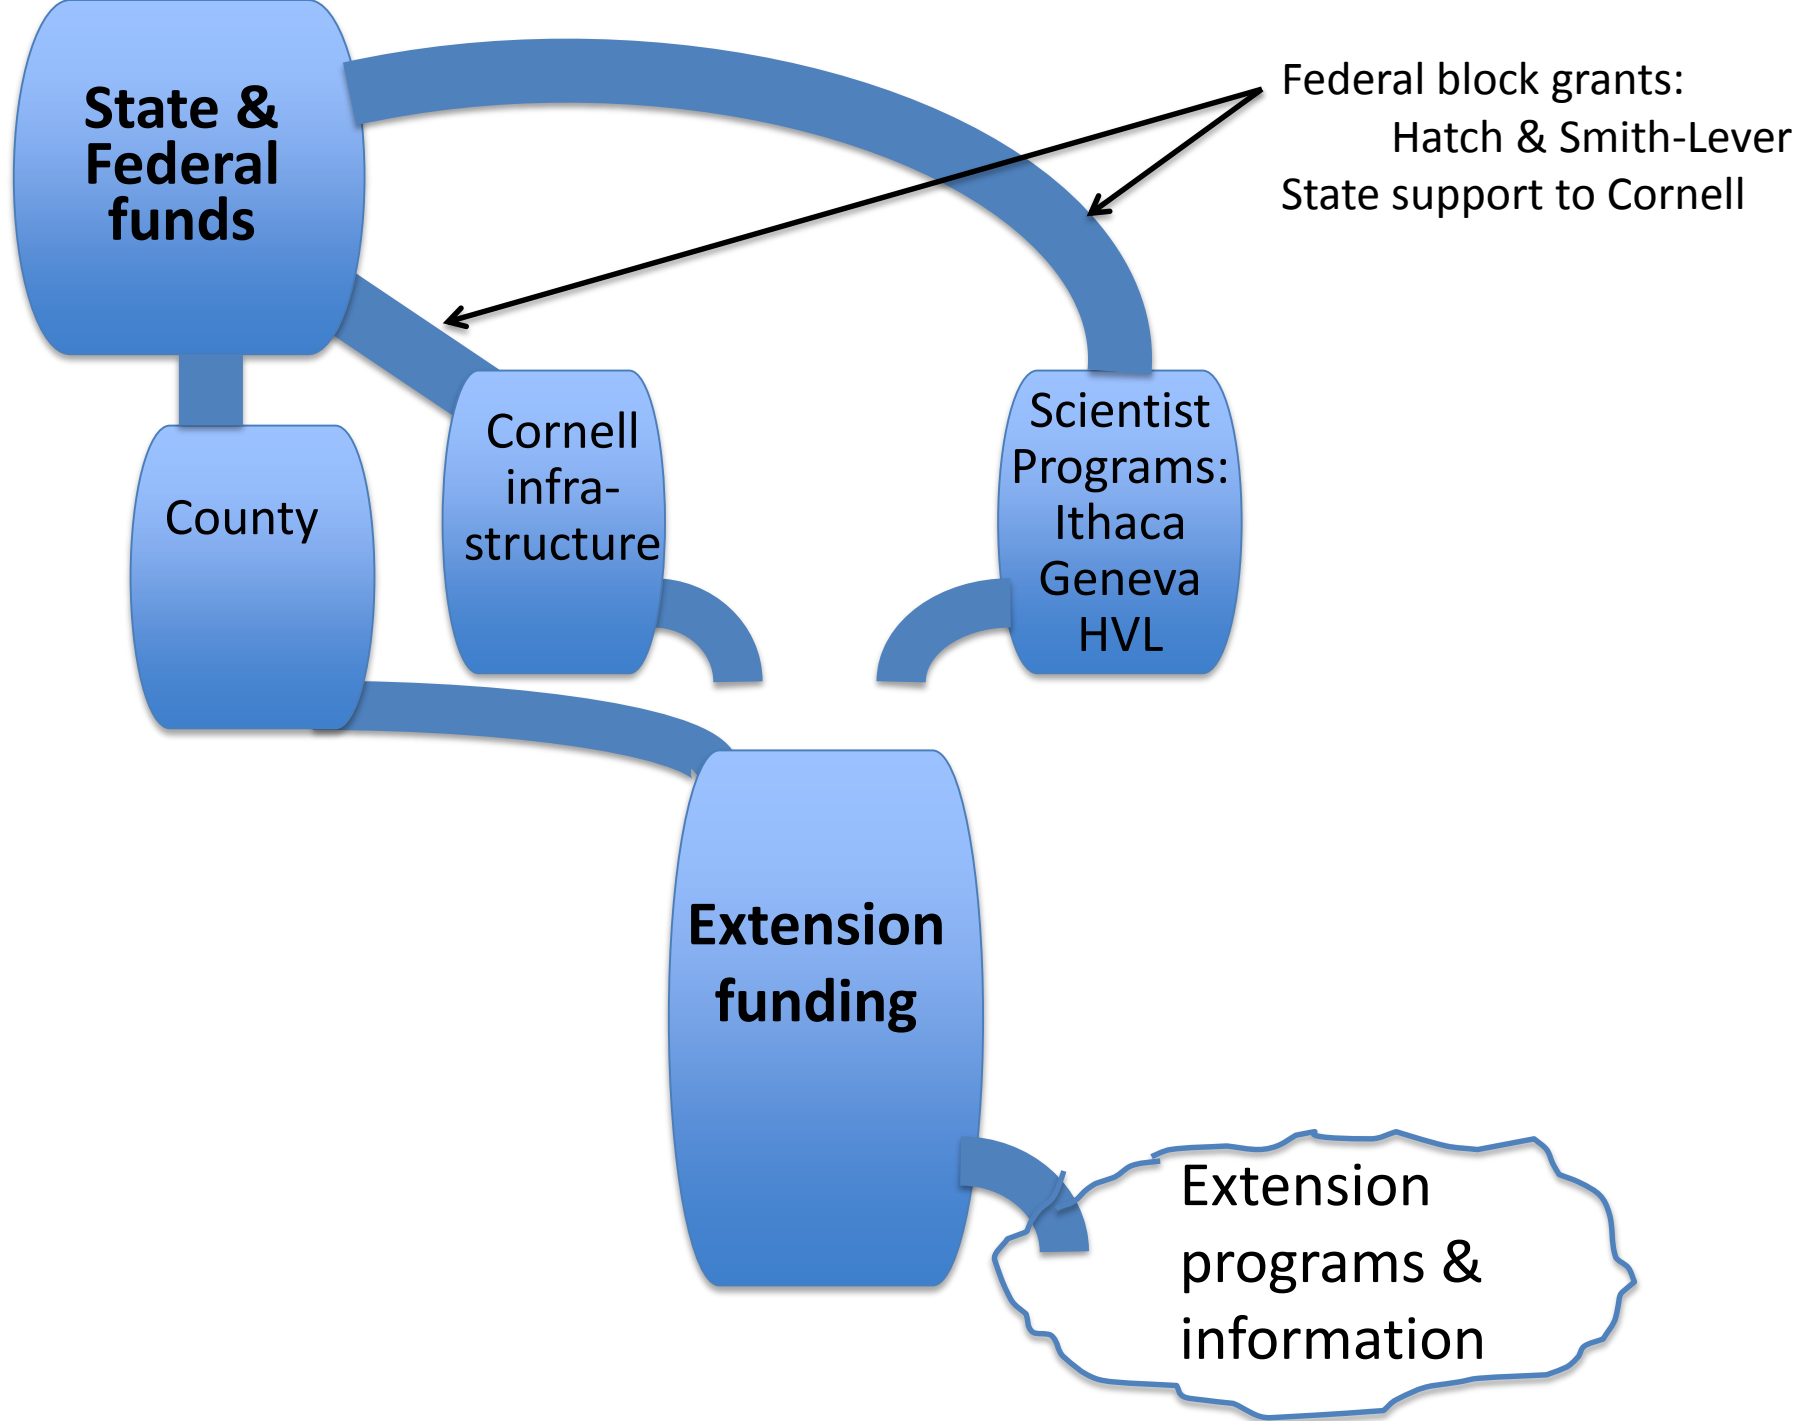 State &
Federal
funds
Federal block grants:
Hatch & Smith-Lever
State support to Cornell
County
Cornell
infra-
structure
Scientist
Programs:
Ithaca
Geneva
HVL
Extension
funding
Extension
programs &
information